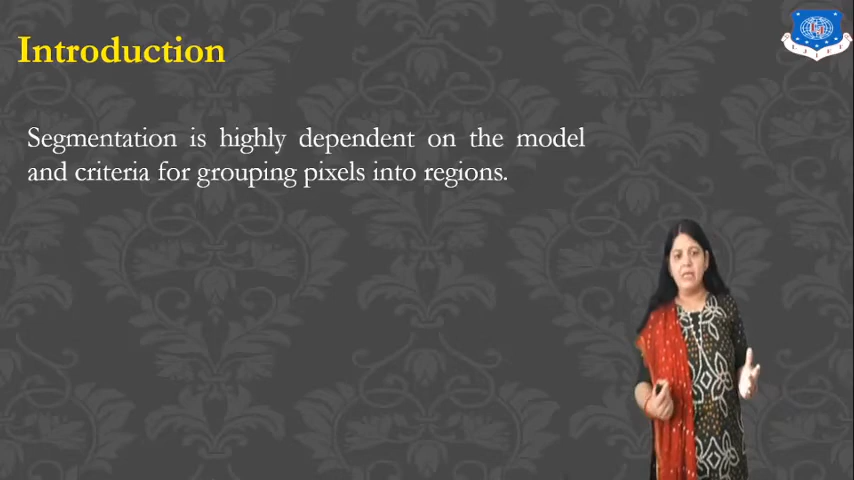 Introduction
Segmentation is highly dependent on the model
and criteria for grouping pixels into regions.